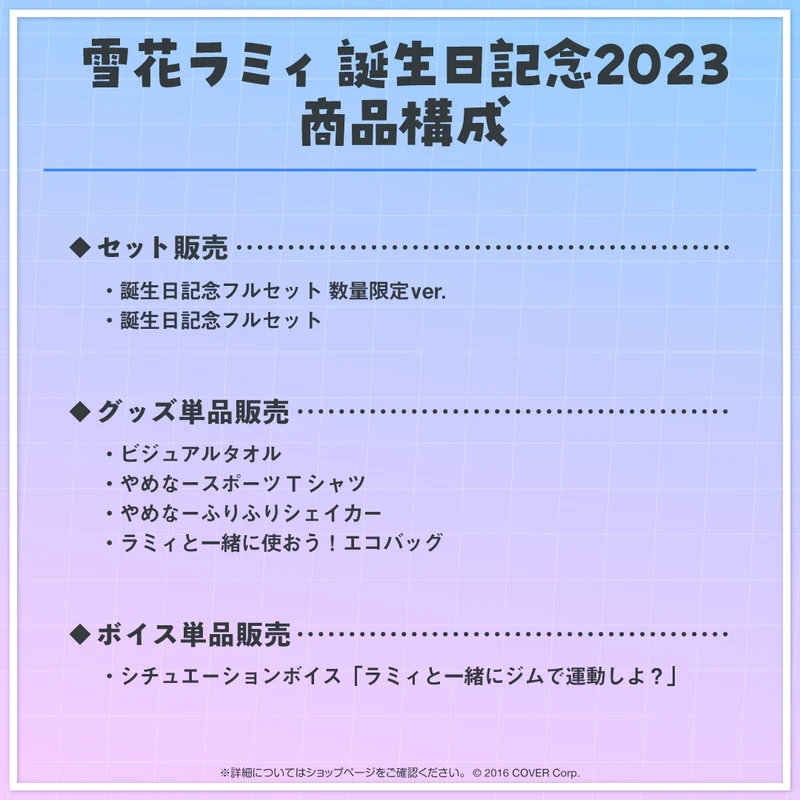 雪花ラミィ 誕生日記念2023
商品構成
◆ セット販売
・誕生日記念フルセット 数量限定ver.
・誕生日記念フルセット
◆ グッズ単品販売
・ビジュアルタオル
・やめなースポーツTシャツ
・やめなーふりふりシェイカー
・ラミィと一緒に使おう！エコバッグ
◆ ボイス単品販売
・シチュエーションボイス「ラミィと一緒にジムで運動しよ？」
※詳細についてはショップページをご確認ください。 © 2016 COVER Corp.